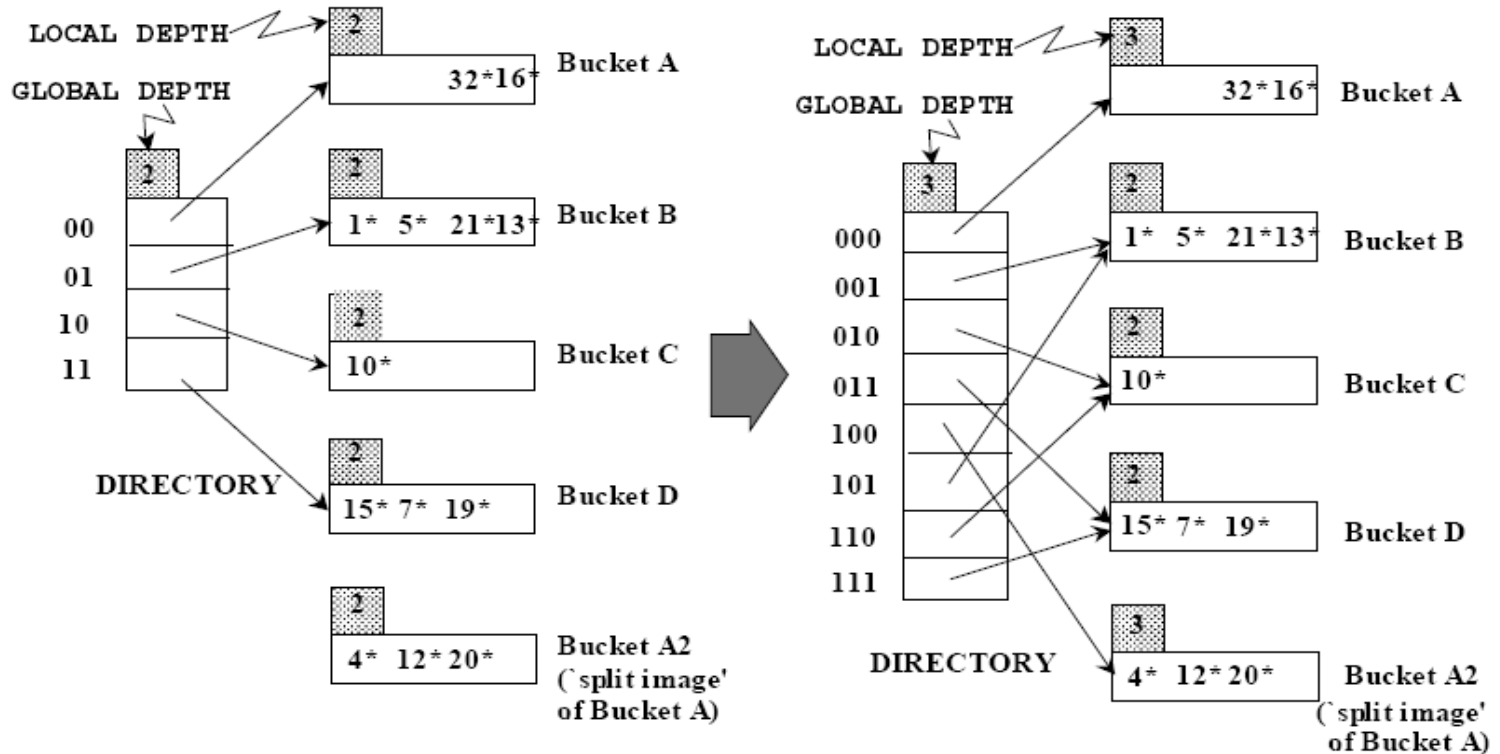 LOCAL DEPTH
2
32*16*
Bucket A
GLOBAL DEPTH
2
00
01
10
11
2
1* 5* 21*13*
Bucket B
2
10*
Bucket C
DIRECTORY
2
15* 7* 19*
Bucket D
2
4* 12*20*
Bucket A2
(`split image'
of Bucket A)
LOCAL DEPTH
3
32*16*
Bucket A
GLOBAL DEPTH
3
000
001
010
011
100
101
110
111
2
1* 5* 21*13*
Bucket B
2
10*
Bucket C
2
15* 7* 19*
Bucket D
DIRECTORY
3
4* 12*20*
Bucket A2
(`split image'
of Bucket A)